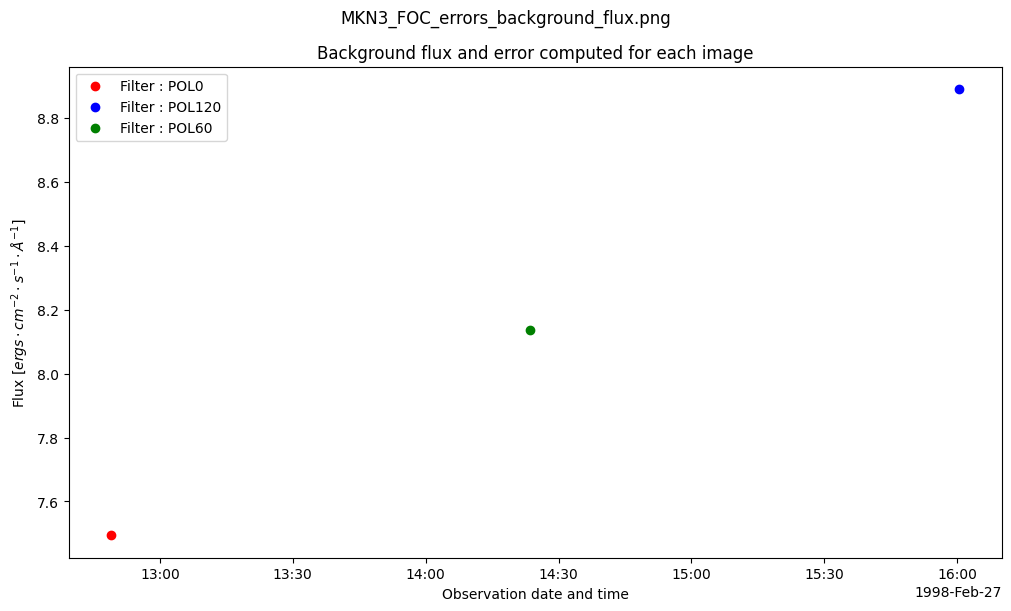 MKN3_FOC_errors_background_flux.png
Background flux and error computed for each image
Filter : POL0
Filter : POL120
Filter : POL60
Flux [ergs · cm⁻² · s⁻¹ · Å⁻¹]
8.8
8.6
8.4
8.2
8.0
7.8
7.6
13:00 13:30 14:00 14:30 15:00 15:30 16:00
1998-Feb-27
Observation date and time